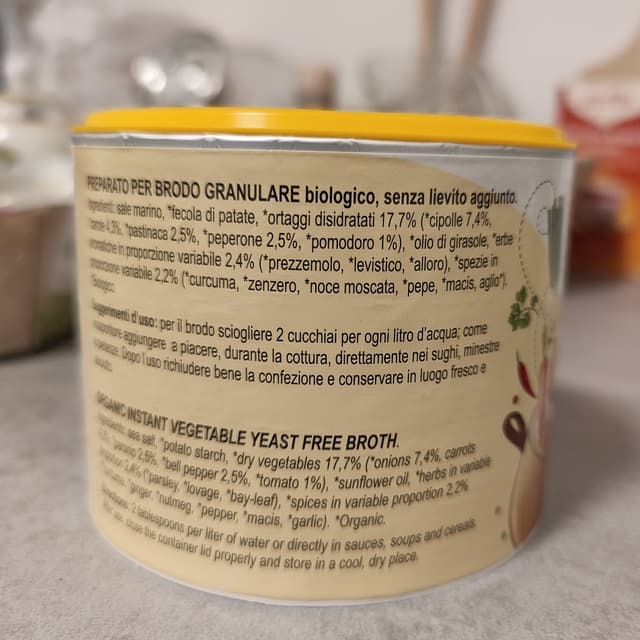 PREPARATO PER BRODO GRANULARE biologico, senza lievito aggiunto.
Ingredienti: sale marino, *fecola di patate, *ortaggi disidratati 17,7% (*cipolle 7,4%,
*carote 4,3%, *pastinaca 2,5%, *peperone 2,5%, *pomodoro 1%), *olio di girasole, *erbe
aromatiche in proporzione variabile 2,4% (*prezzemolo, *levistico, *alloro), *spezie in
proporzione variabile 2,2% (*curcuma, *zenzero, *noce moscata, *pepe, *macis, aglio*).
*Biologico
Suggerimenti d'uso: per il brodo sciogliere 2 cucchiai per ogni litro d'acqua; come
insaporitore aggiungere a piacere, durante la cottura, direttamente nei sughi, minestre
e pietanze. Dopo l'uso richiudere bene la confezione e conservare in luogo fresco e
asciutto.
ORGANIC INSTANT VEGETABLE YEAST FREE BROTH.
Ingredients: sea salt, *potato starch, *dry vegetables 17,7% (*onions 7,4%, carrots
4,3%, 2,5%, *bell pepper 2,5%, *tomato 1%), *sunflower oil, *herbs in variable
proportion 2,4% (*parsley, *lovage, *bay-leaf), *spices in variable proportion 2,2%
*ginger, *nutmeg, *pepper, *macis, *garlic). *Organic.
2 tablespoons per liter of water or directly in sauces, soups and cereals.
After use, close the container lid properly and store in a cool, dry place.